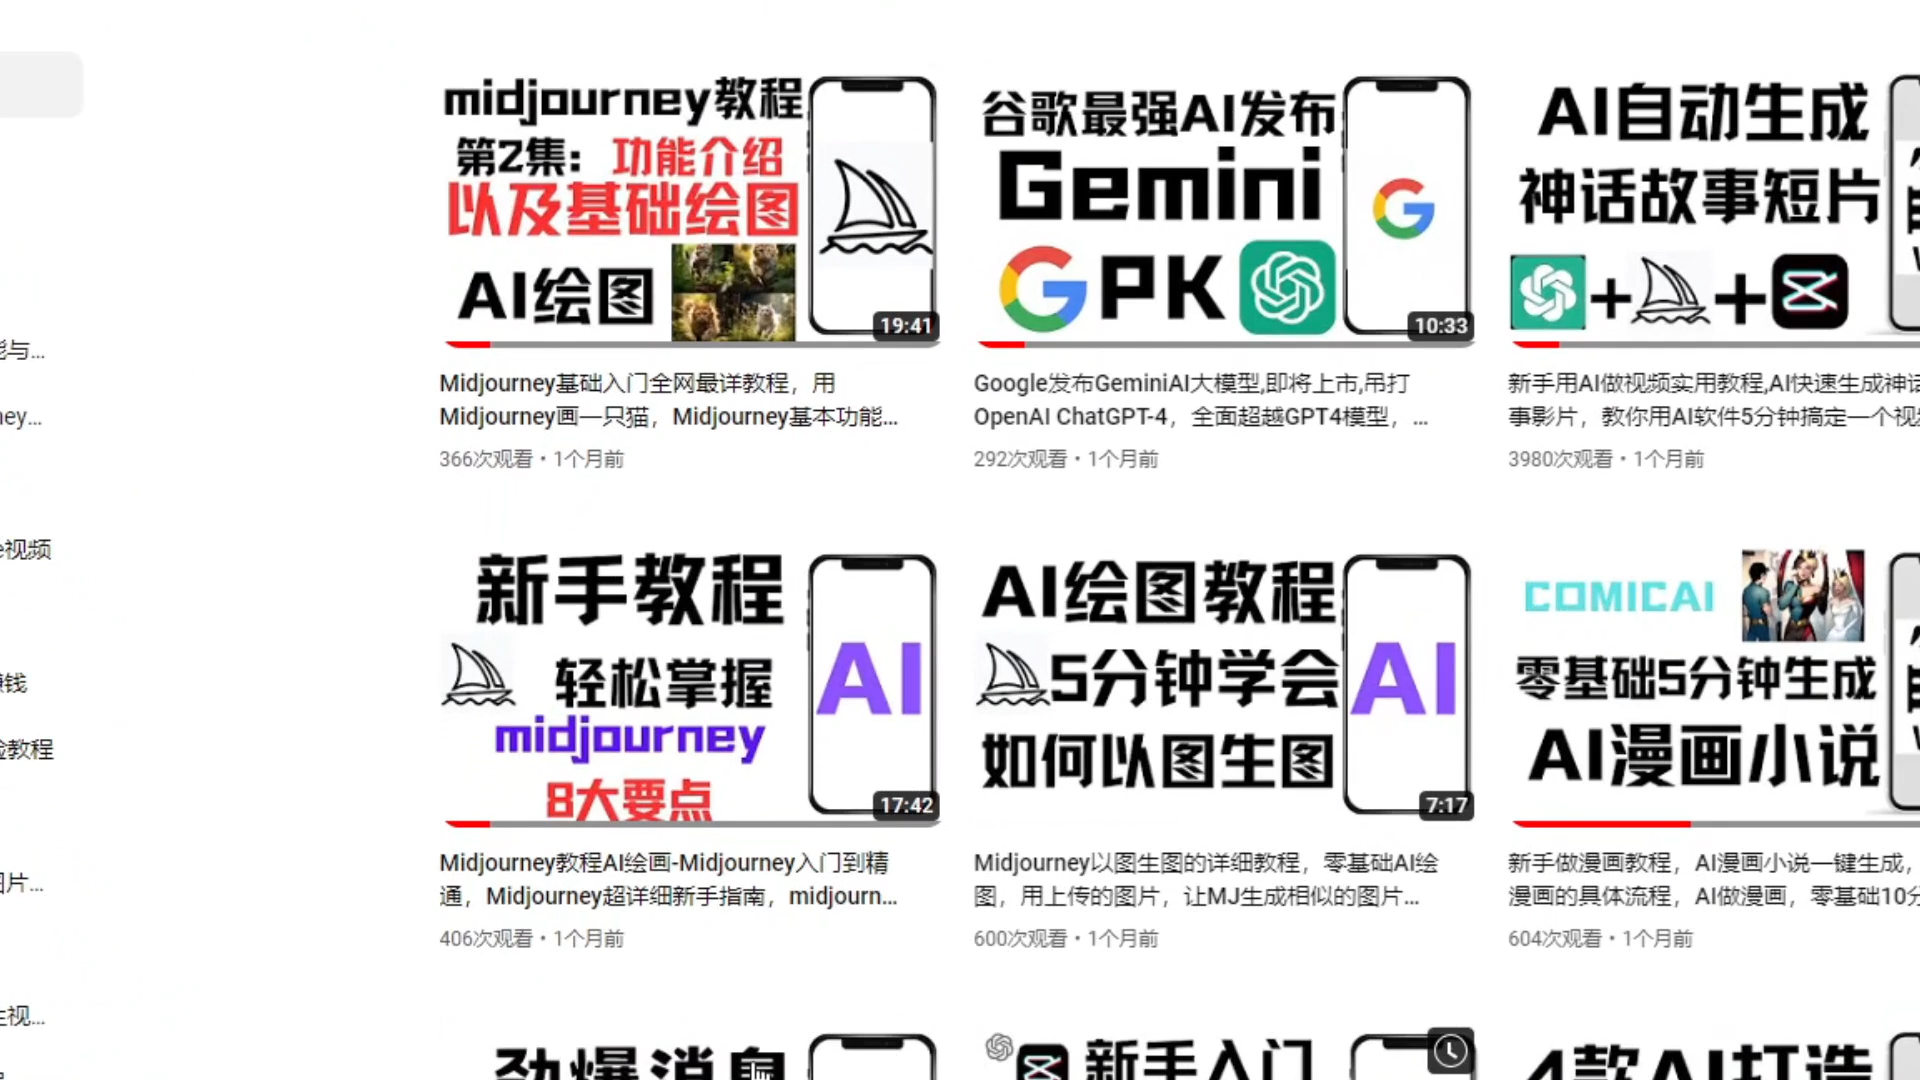 midjourney教程
第2集：功能介绍
以及基础绘图
AI绘图
19:41
Midjourney基础入门全网最详教程，用
Midjourney画一只猫，Midjourney基本功能...
366次观看・1个月前
谷歌最强AI发布
Gemini
PK
10:33
Google发布GeminiAI大模型,即将上市,吊打
OpenAI ChatGPT-4，全面超越GPT4模型，...
292次观看・1个月前
AI自动生成
神话故事短片
+ +
新手用AI做视频实用教程,AI快速生成神话
事影片，教你用AI软件5分钟搞定一个视
3980次观看・1个月前
能与...
ney...
视频
赚钱
教程
图片...
视...
新手教程
轻松掌握
midjourney
8大要点
17:42
Midjourney教程AI绘画-Midjourney入门到精
通，Midjourney超详细新手指南，midjourn...
406次观看・1个月前
AI绘图教程
5分钟学会
如何以图生图
AI
7:17
Midjourney以图生图的详细教程，零基础AI绘
图，用上传的图片，让MJ生成相似的图片...
600次观看・1个月前
COMICAI
零基础5分钟生成
AI漫画小说
新手做漫画教程，AI漫画小说一键生成，
漫画的具体流程，AI做漫画，零基础10分
604次观看・1个月前
AI
劲爆消息
新手入门
4款AI打造